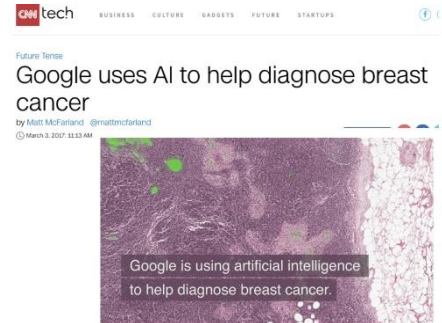 CNN tech
BUSINESS CULTURE GADGETS FUTURE STARTUPS
Future Tense
Google uses AI to help diagnose breast
cancer
by Matt McFarland @mattmcfarland
March 3, 2017: 11:13 AM
Google is using artificial intelligence
to help diagnose breast cancer.